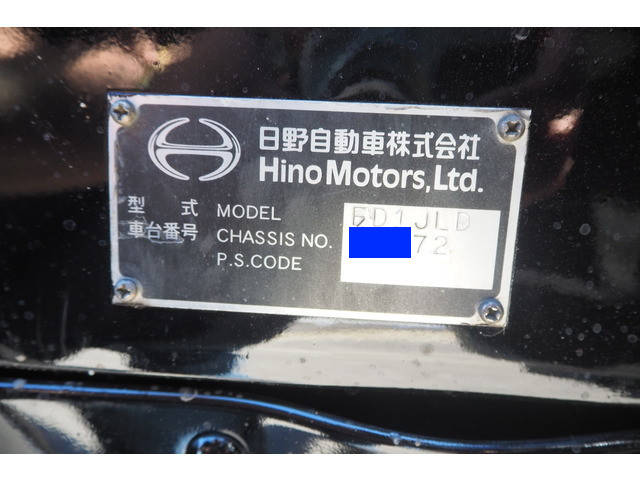 日野自動車株式会社
Hino Motors, Ltd.
型式 MODEL FD1JLD
車台番号 CHASSIS NO. 72
P.S.CODE